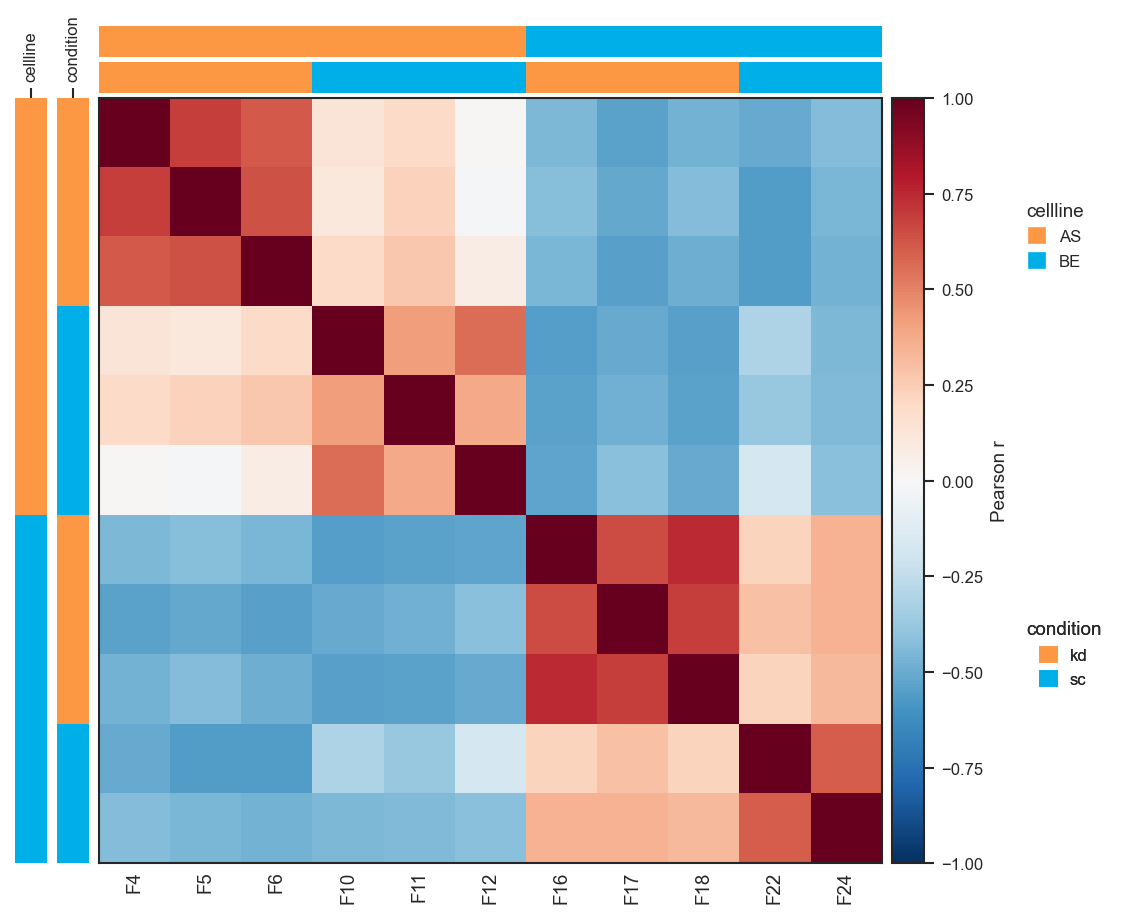 cellline
condition
1.00
0.75
0.50
0.25
0.00
−0.25
−0.50
−0.75
−1.00
Pearson r
cellline
AS
BE
condition
kd
sc
F4
F5
F6
F10
F11
F12
F16
F17
F18
F22
F24